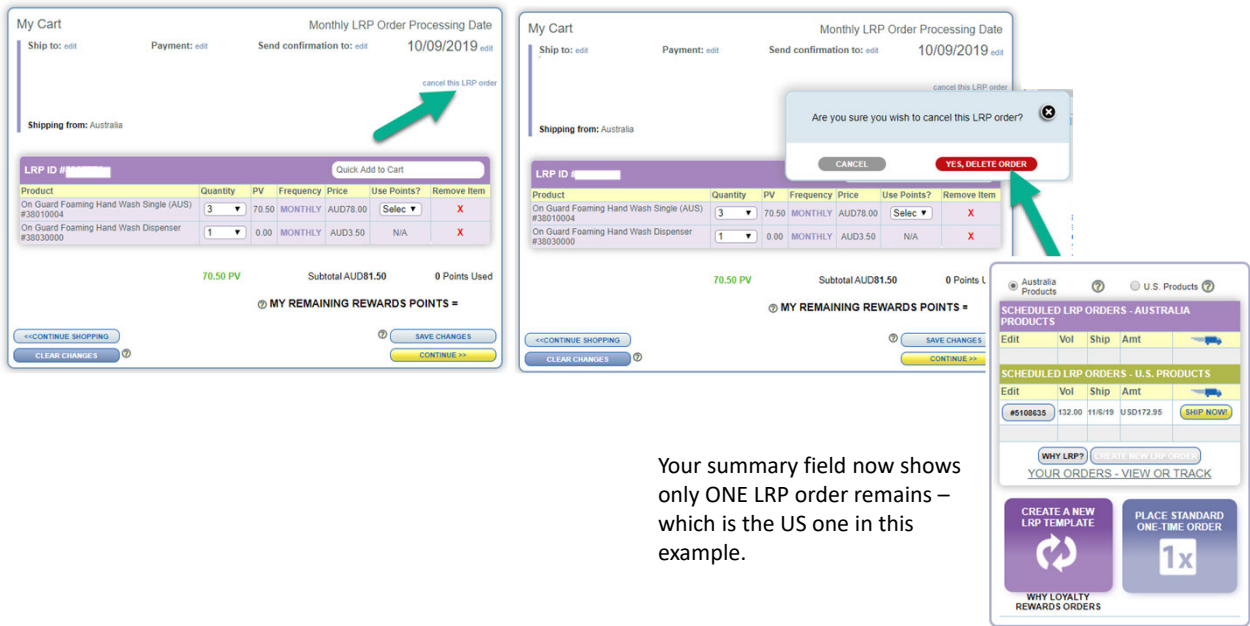 My Cart
Monthly LRP Order Processing Date
Ship to: edit Payment: edit Send confirmation to: edit 10/09/2019 edit
cancel this LRP order
Shipping from: Australia
LRP ID # Quick Add to Cart
Product Quantity PV Frequency Price Use Points? Remove Item
On Guard Foaming Hand Wash Single (AUS)
#38010004 3 70.50 MONTHLY AUD78.00 Selec X
On Guard Foaming Hand Wash Dispenser
#38030000 1 0.00 MONTHLY AUD3.50 N/A X
70.50 PV Subtotal AUD81.50 0 Points Used
MY REMAINING REWARDS POINTS =
<<CONTINUE SHOPPING SAVE CHANGES
CLEAR CHANGES CONTINUE >>
My Cart
Monthly LRP Order Processing Date
Ship to: edit Payment: edit Send confirmation to: edit 10/09/2019 edit
cancel this LRP order
Are you sure you wish to cancel this LRP order?
CANCEL YES, DELETE ORDER
Shipping from: Australia
LRP ID #
Product Quantity PV Frequency Price Use Points? Remove Item
On Guard Foaming Hand Wash Single (AUS)
#38010004 3 70.50 MONTHLY AUD78.00 Selec X
On Guard Foaming Hand Wash Dispenser
#38030000 1 0.00 MONTHLY AUD3.50 N/A X
70.50 PV Subtotal AUD81.50 0 Points U
MY REMAINING REWARDS POINTS =
<<CONTINUE SHOPPING SAVE CHANGES
CLEAR CHANGES CONTINUE >>
Australia
Products U.S. Products
SCHEDULED LRP ORDERS - AUSTRALIA
PRODUCTS
Edit Vol Ship Amt
SCHEDULED LRP ORDERS - U.S. PRODUCTS
Edit Vol Ship Amt
#5108635 132.00 11/6/19 USD172.95 SHIP NOW!
WHY LRP? CREATE NEW LRP ORDER
YOUR ORDERS - VIEW OR TRACK
CREATE A NEW
LRP TEMPLATE
PLACE STANDARD
ONE-TIME ORDER
1x
WHY LOYALTY
REWARDS ORDERS
Your summary field now shows
only ONE LRP order remains –
which is the US one in this
example.